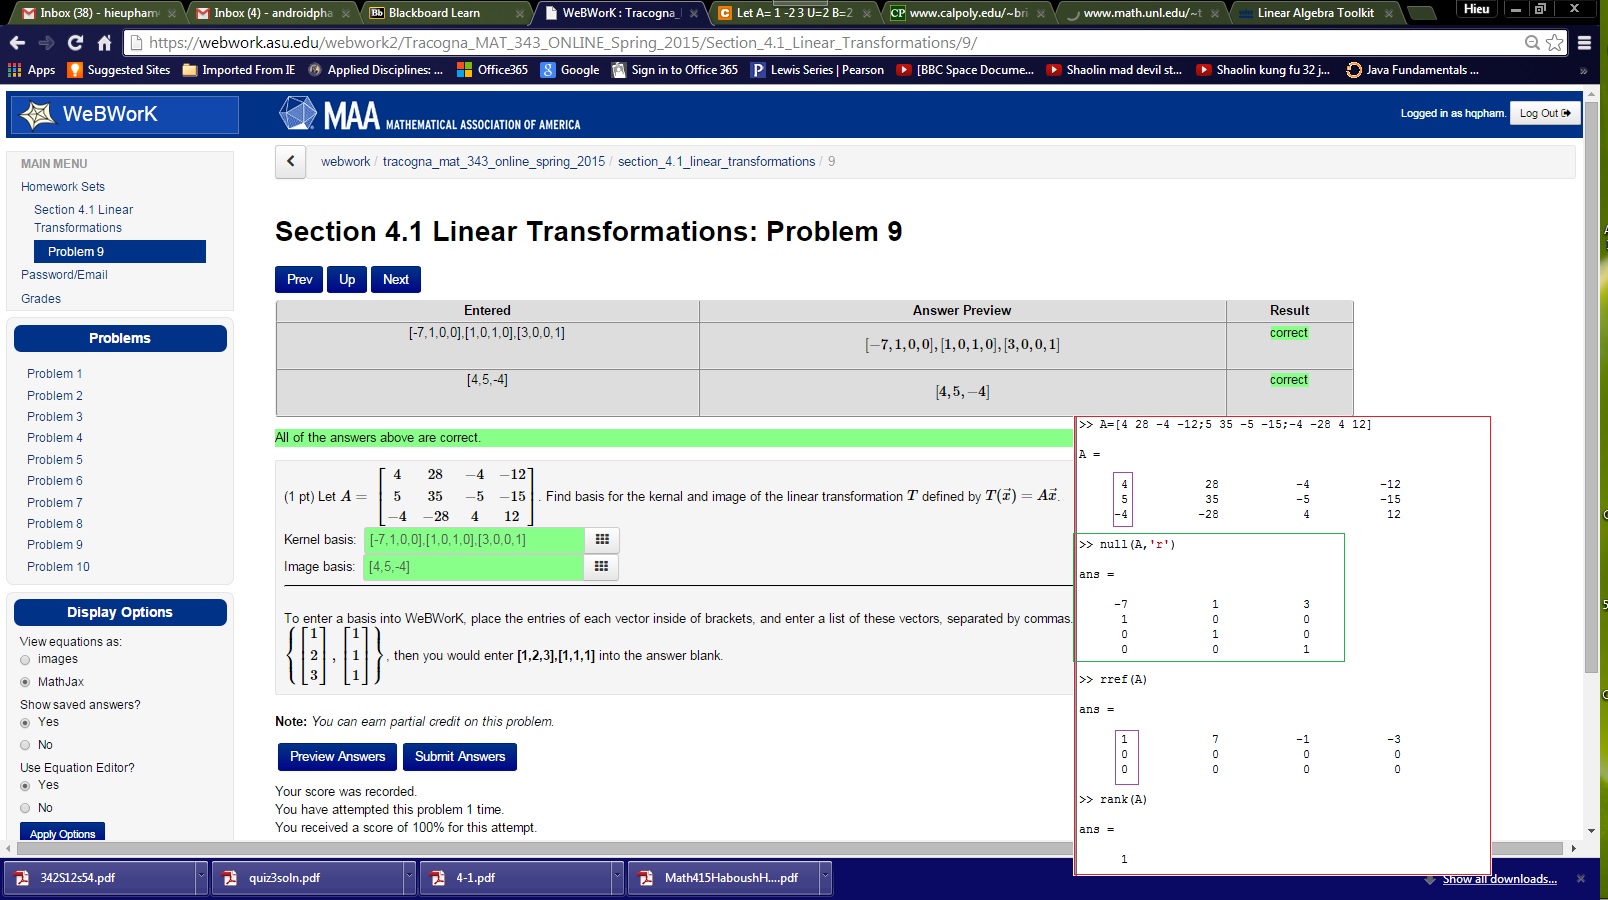 Inbox (38) - hieupham
Inbox (4) - androidpha
Bb Blackboard Learn
WeBWorK : Tracogna_
C Let A= 1 -2 3 U=2 B=2
CP www.calpoly.edu/~bri
www.math.unl.edu/~t
Linear Algebra Toolkit
Hieu
https://webwork.asu.edu/webwork2/Tracogna_MAT_343_ONLINE_Spring_2015/Section_4.1_Linear_Transformations/9/
Apps
Suggested Sites
Imported From IE
Applied Disciplines: ...
Office365
Google
Sign in to Office 365
Lewis Series | Pearson
[BBC Space Docume...
Shaolin mad devil st...
Shaolin kung fu 32 j...
Java Fundamentals ...
»
WeBWorK
MAA MATHEMATICAL ASSOCIATION OF AMERICA
Logged in as hqpham.
Log Out
MAIN MENU
Homework Sets
Section 4.1 Linear
Transformations
Problem 9
Password/Email
Grades
Problems
Problem 1
Problem 2
Problem 3
Problem 4
Problem 5
Problem 6
Problem 7
Problem 8
Problem 9
Problem 10
Display Options
View equations as:
images
MathJax
Show saved answers?
Yes
No
Use Equation Editor?
Yes
No
Apply Options
webwork / tracogna_mat_343_online_spring_2015 / section_4.1_linear_transformations / 9
Section 4.1 Linear Transformations: Problem 9
Prev
Up
Next
Entered Answer Preview Result
[-7,1,0,0],[1,0,1,0],[3,0,0,1] [−7, 1, 0, 0], [1, 0, 1, 0], [3, 0, 0, 1] correct
[4,5,-4] [4, 5, −4] correct
All of the answers above are correct.
4 28 −4 −12
(1 pt) Let A = 5 35 −5 −15 . Find basis for the kernal and image of the linear transformation T defined by T(x⃗) = Ax⃗.
−4 −28 4 12
Kernel basis: [-7,1,0,0],[1,0,1,0],[3,0,0,1]
Image basis: [4,5,-4]
To enter a basis into WeBWorK, place the entries of each vector inside of brackets, and enter a list of these vectors, separated by commas.
1 1
2 , 1 , then you would enter [1,2,3],[1,1,1] into the answer blank.
3 1
Note: You can earn partial credit on this problem.
Preview Answers
Submit Answers
Your score was recorded.
You have attempted this problem 1 time.
You received a score of 100% for this attempt.
>> A=[4 28 -4 -12;5 35 -5 -15;-4 -28 4 12]
A =
4 28 -4 -12
5 35 -5 -15
-4 -28 4 12
>> null(A,'r')
ans =
-7 1 3
1 0 0
0 1 0
0 0 1
>> rref(A)
ans =
1 7 -1 -3
0 0 0 0
0 0 0 0
>> rank(A)
ans =
1
342S12s54.pdf
quiz3soln.pdf
4-1.pdf
Math415HaboushH....pdf
Show all downloads...